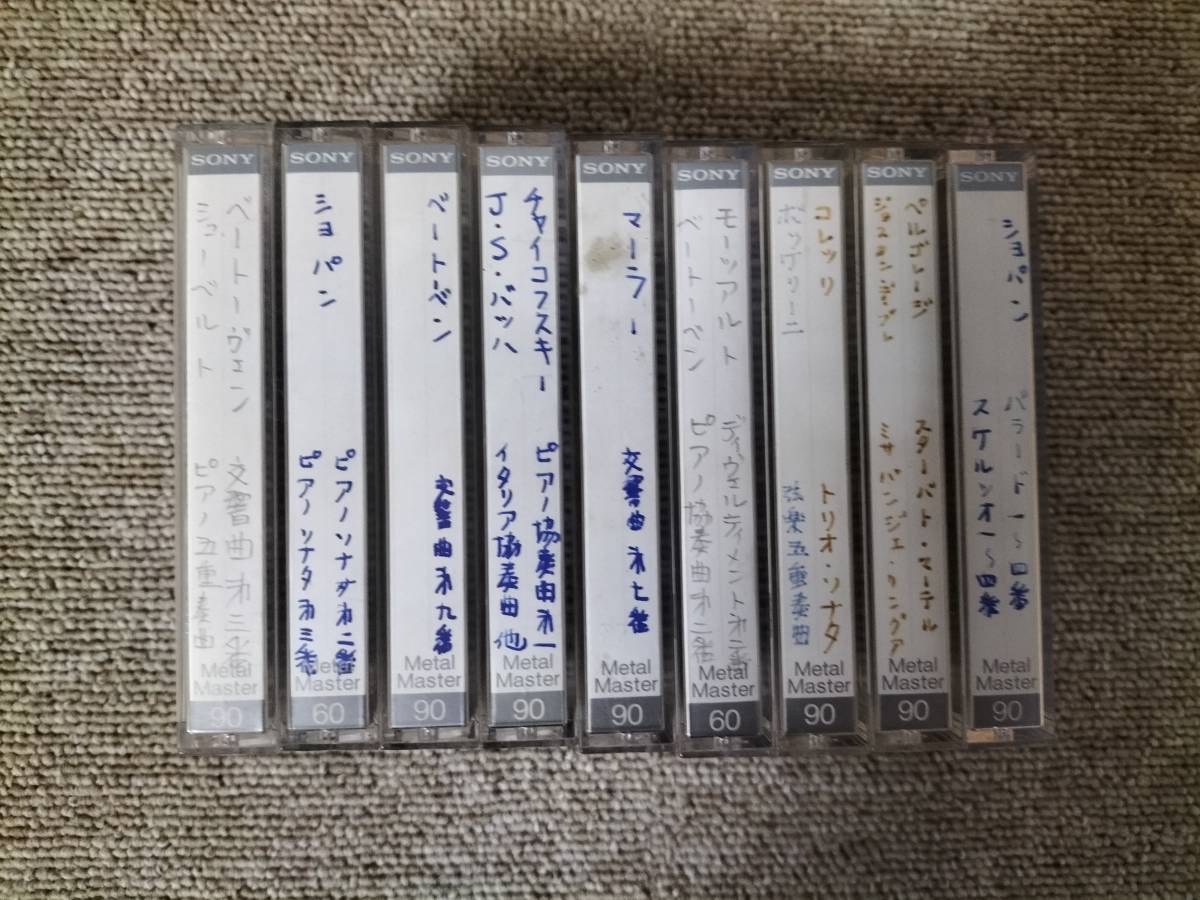 SONY
ベートーヴェン 交響曲オ三番
シューベルト ピアノ五重奏曲
Metal
Master
90
SONY
ショパン
ピアノソナタオ二番
ピアノソナタオ三番
Metal
Master
60
SONY
ベートーベン 交響曲オ九番
Metal
Master
90
SONY
チャイコフスキー ピアノ協奏曲オ一
J・S・バッハ イタリア協奏曲 他
Metal
Master
90
SONY
マーラー 交響曲オ七番
Metal
Master
90
SONY
モーツアルト ディヴェルティメントオ二番
ベートーベン ピアノ協奏曲オ二番
Metal
Master
60
SONY
コレッリ トリオ・ソナタ
ボッケリーニ 弦楽五重奏曲
Metal
Master
90
SONY
ペルゴレージ スターバト・マーテル
ジョスカンデュプレ ミサ パンジェ・リングア
Metal
Master
90
SONY
ショパン
バラード一〜四番
スケルツォ一〜四番
Metal
Master
90